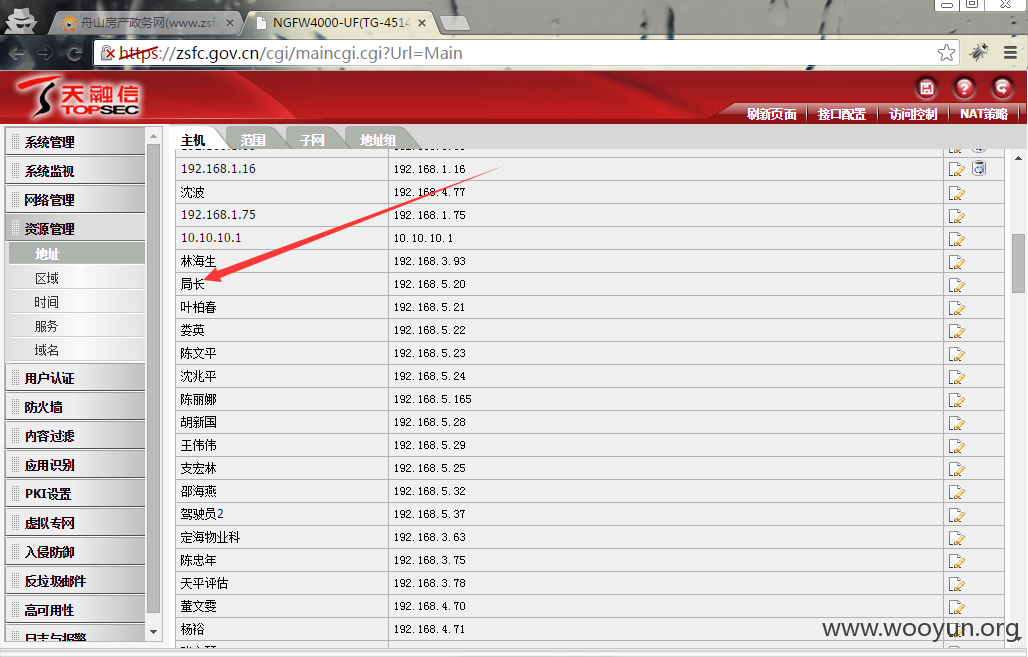 舟山房产政务网(www.zsf
NGFW4000-UF(TG-4514
https://zsfc.gov.cn/cgi/maincgi.cgi?Url=Main
天融信
TOPSEC
刷新页面 接口配置 访问控制 NAT策略
系统管理
系统监视
网络管理
资源管理
地址
区域
时间
服务
域名
用户认证
防火墙
内容过滤
应用识别
PKI设置
虚拟专网
入侵防御
反垃圾邮件
高可用性
日志与报警
主机 范围 子网 地址组
192.168.1.16 192.168.1.16
沈波 192.168.4.77
192.168.1.75 192.168.1.75
10.10.10.1 10.10.10.1
林海生 192.168.3.93
局长 192.168.5.20
叶柏春 192.168.5.21
娄英 192.168.5.22
陈文平 192.168.5.23
沈兆平 192.168.5.24
陈丽娜 192.168.5.165
胡新国 192.168.5.28
王伟伟 192.168.5.29
支宏林 192.168.5.25
邵海燕 192.168.5.32
驾驶员2 192.168.5.37
定海物业科 192.168.3.63
陈忠年 192.168.3.75
天平评估 192.168.3.78
董文雯 192.168.4.70
杨裕 192.168.4.71
www.wooyun.org